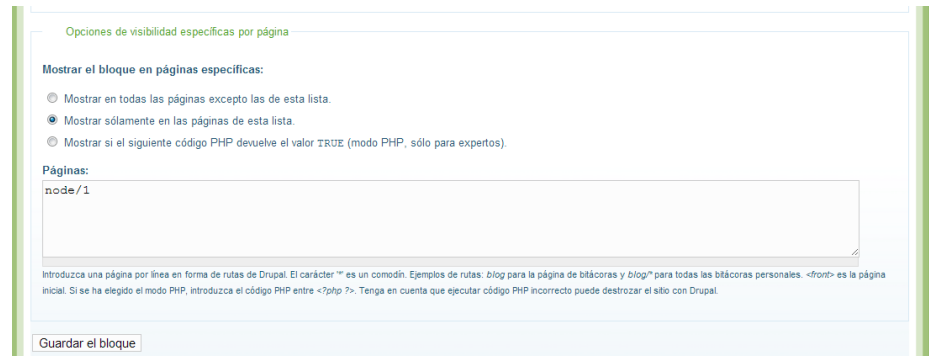 Opciones de visibilidad específicas por página
Mostrar el bloque en páginas específicas:
Mostrar en todas las páginas excepto las de esta lista.
Mostrar sólamente en las páginas de esta lista.
Mostrar si el siguiente código PHP devuelve el valor TRUE (modo PHP, sólo para expertos).
Páginas:
node/1
Introduzca una página por línea en forma de rutas de Drupal. El carácter '*' es un comodín. Ejemplos de rutas: blog para la página de bitácoras y blog/* para todas las bitácoras personales. <front> es la página
inicial. Si se ha elegido el modo PHP, introduzca el código PHP entre <?php ?>. Tenga en cuenta que ejecutar código PHP incorrecto puede destrozar el sitio con Drupal.
Guardar el bloque